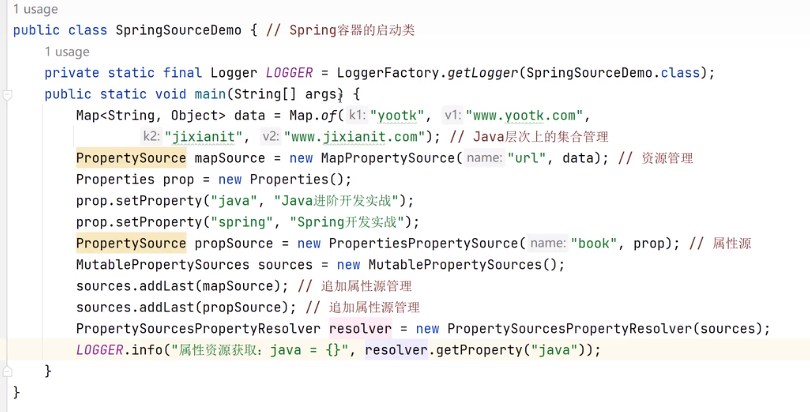 1 usage
public class SpringSourceDemo { // Spring容器的启动类
1 usage
private static final Logger LOGGER = LoggerFactory.getLogger(SpringSourceDemo.class);
public static void main(String[] args) {
Map<String, Object> data = Map.of( k1: "yootk", v1: "www.yootk.com",
k2: "jixianit", v2: "www.jixianit.com"); // Java层次上的集合管理
PropertySource mapSource = new MapPropertySource( name: "url", data); // 资源管理
Properties prop = new Properties();
prop.setProperty("java", "Java进阶开发实战");
prop.setProperty("spring", "Spring开发实战");
PropertySource propSource = new PropertiesPropertySource( name: "book", prop); // 属性源
MutablePropertySources sources = new MutablePropertySources();
sources.addLast(mapSource); // 追加属性源管理
sources.addLast(propSource); // 追加属性源管理
PropertySourcesPropertyResolver resolver = new PropertySourcesPropertyResolver(sources);
LOGGER.info("属性资源获取：java = {}", resolver.getProperty("java"));
}
}